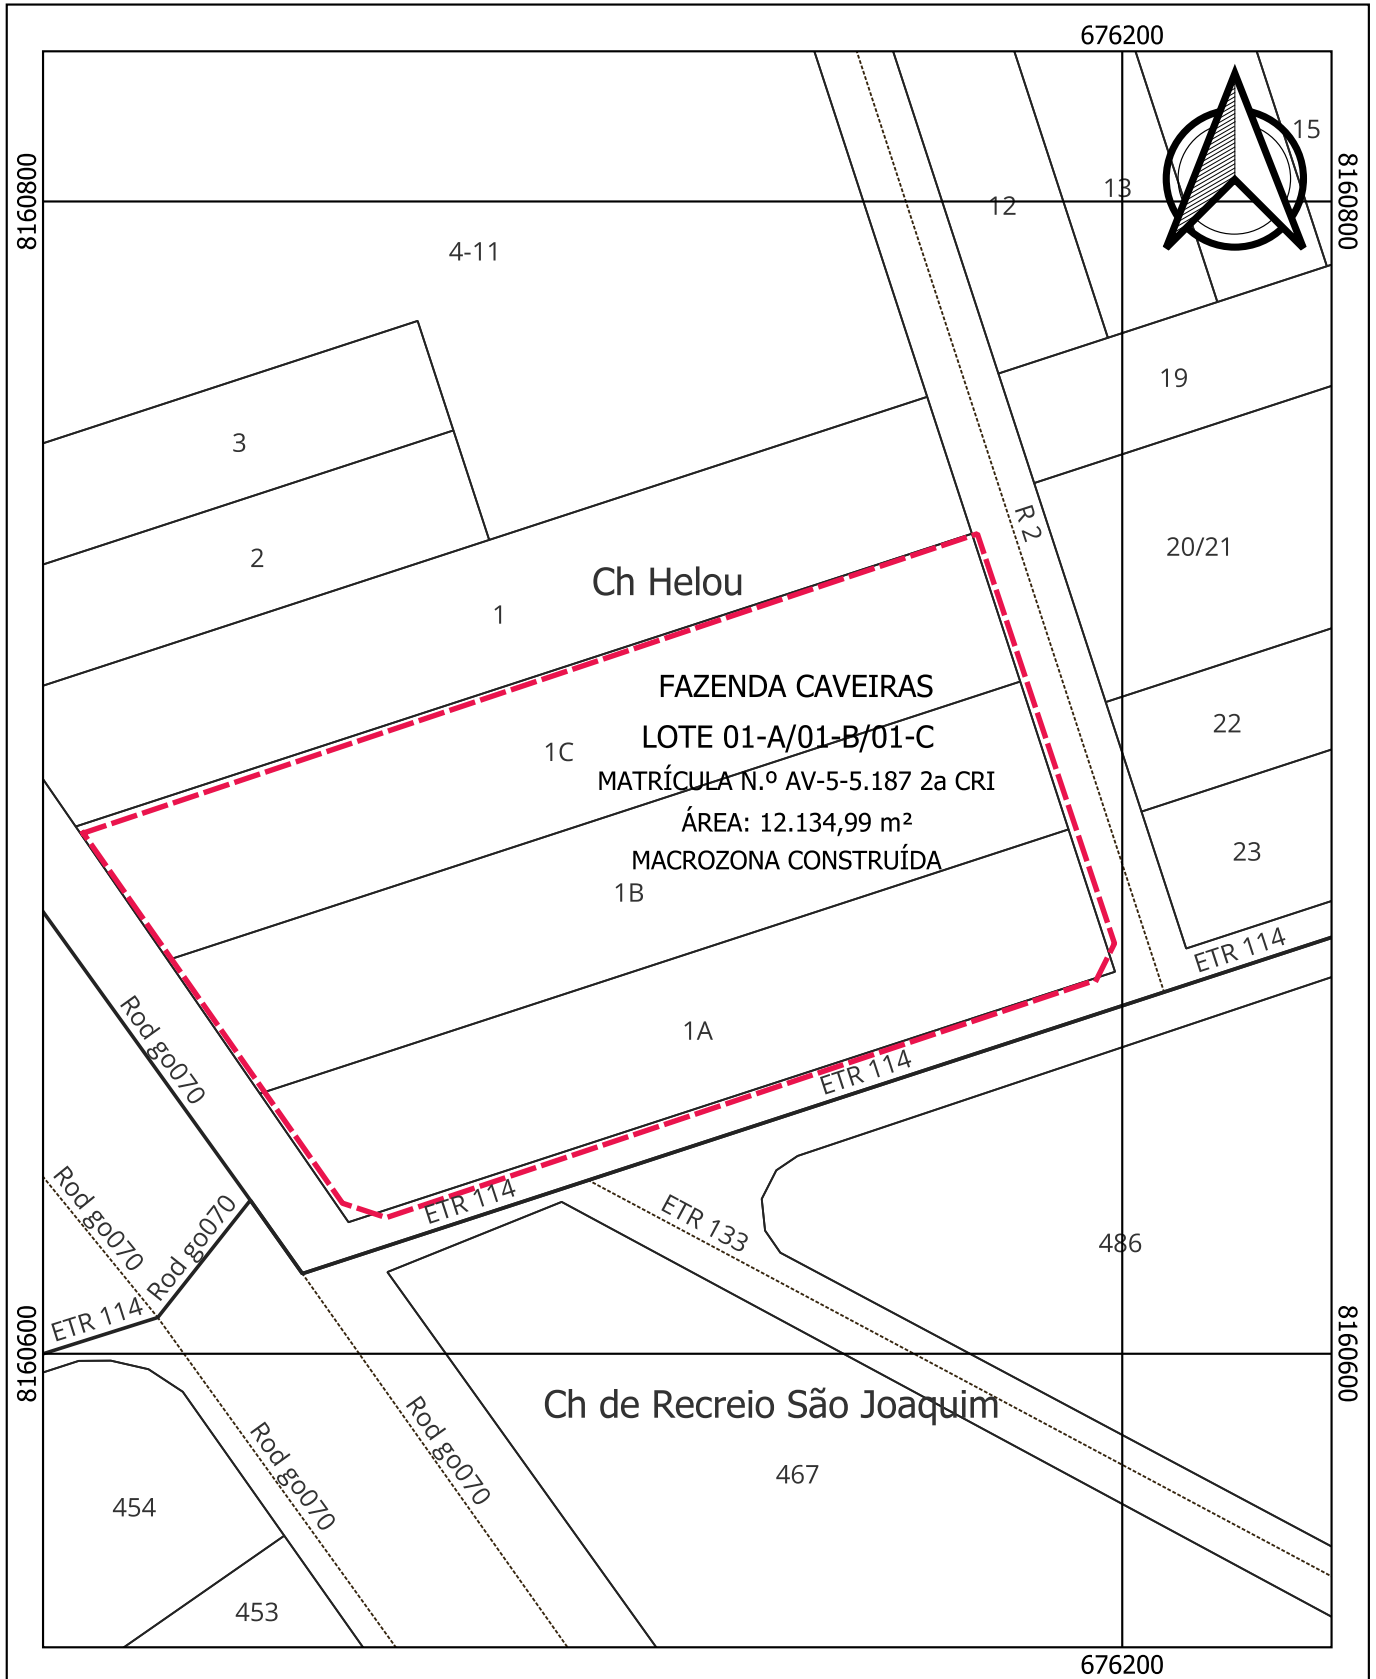 676200
15
8160800
8160800
13
12
4-11
19
3
R 2
20/21
2
Ch Helou
1
FAZENDA CAVEIRAS
22
LOTE 01-A/01-B/01-C
1C
MATRÍCULA N.º AV-5-5.187 2a CRI
ÁREA: 12.134,99 m²
23
MACROZONA CONSTRUÍDA
1B
ETR 114
1A
Rod go070
ETR 114
ETR 114
Rod go070
Rod go070
ETR 133
486
ETR 114
8160600
8160600
Ch de Recreio São Joaquim
Rod go070
Rod go070
467
454
453
676200